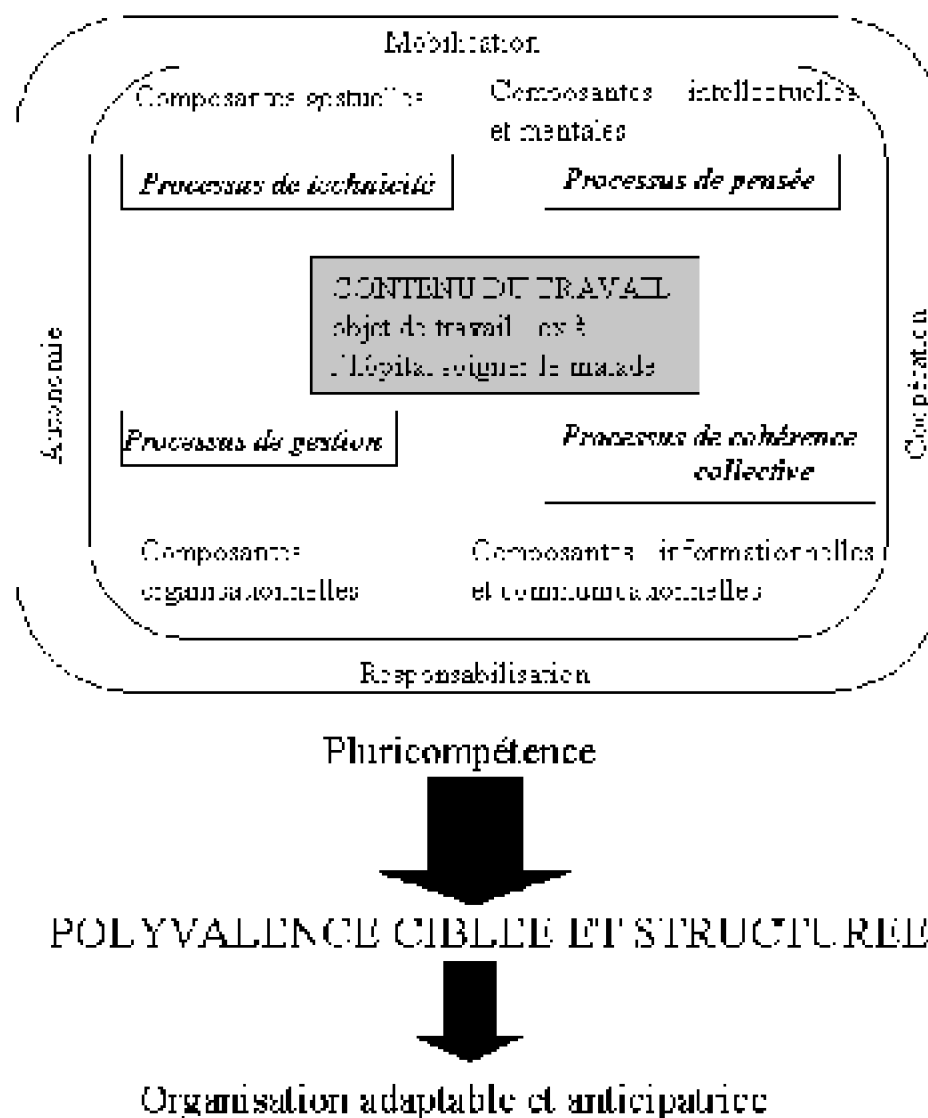 Mobilisation
Composantes gestuelles
Composantes intellectuelles
et mentales
Processus de technicité
Processus de pensée
CONTENU DU TRAVAIL
objet de travail ex à
l'Hôpital soigner le malade
Autonomie
Coopération
Processus de gestion
Processus de cohérence
collective
Composantes
organisationnelles
Composantes informationnelles
et communicationnelles
Responsabilisation
Pluricompétence
POLYVALENCE CIBLEE ET STRUCTUREE
Organisation adaptable et anticipatrice